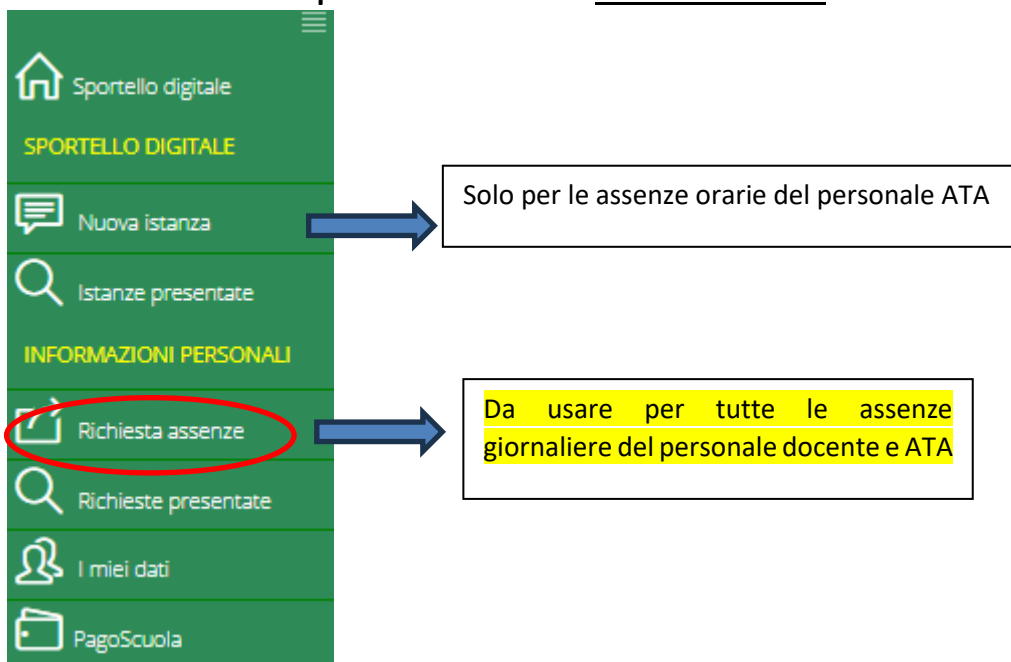 Sportello digitale
SPORTELLO DIGITALE
Nuova istanza
Solo per le assenze orarie del personale ATA
Istanze presentate
INFORMAZIONI PERSONALI
Richiesta assenze
Da usare per tutte le assenze
giornaliere del personale docente e ATA
Richieste presentate
I miei dati
PagoScuola